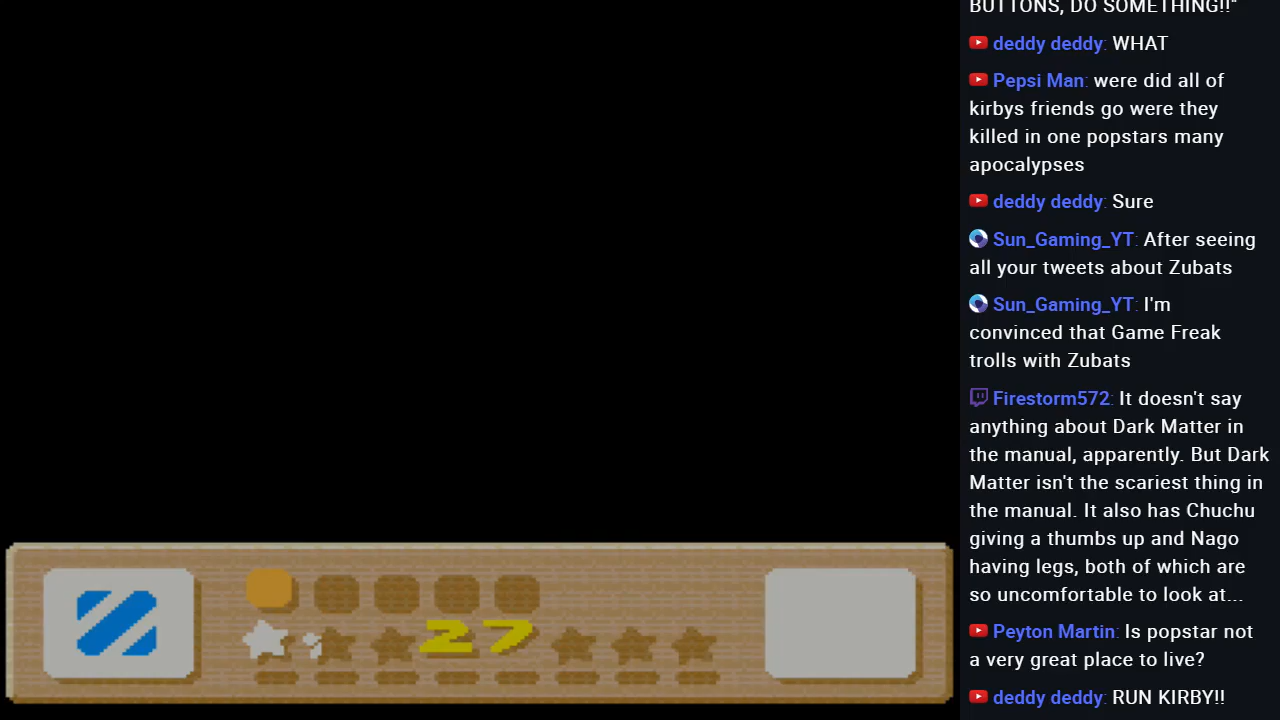 BUTTONS, DO SOMETHING!!"
deddy deddy: WHAT
Pepsi Man: were did all of
kirbys friends go were they
killed in one popstars many
apocalypses
deddy deddy: Sure
Sun_Gaming_YT: After seeing
all your tweets about Zubats
Sun_Gaming_YT: I'm
convinced that Game Freak
trolls with Zubats
Firestorm572: It doesn't say
anything about Dark Matter in
the manual, apparently. But Dark
Matter isn't the scariest thing in
the manual. It also has Chuchu
giving a thumbs up and Nago
having legs, both of which are
so uncomfortable to look at...
Peyton Martin: Is popstar not
a very great place to live?
deddy deddy: RUN KIRBY!!
27